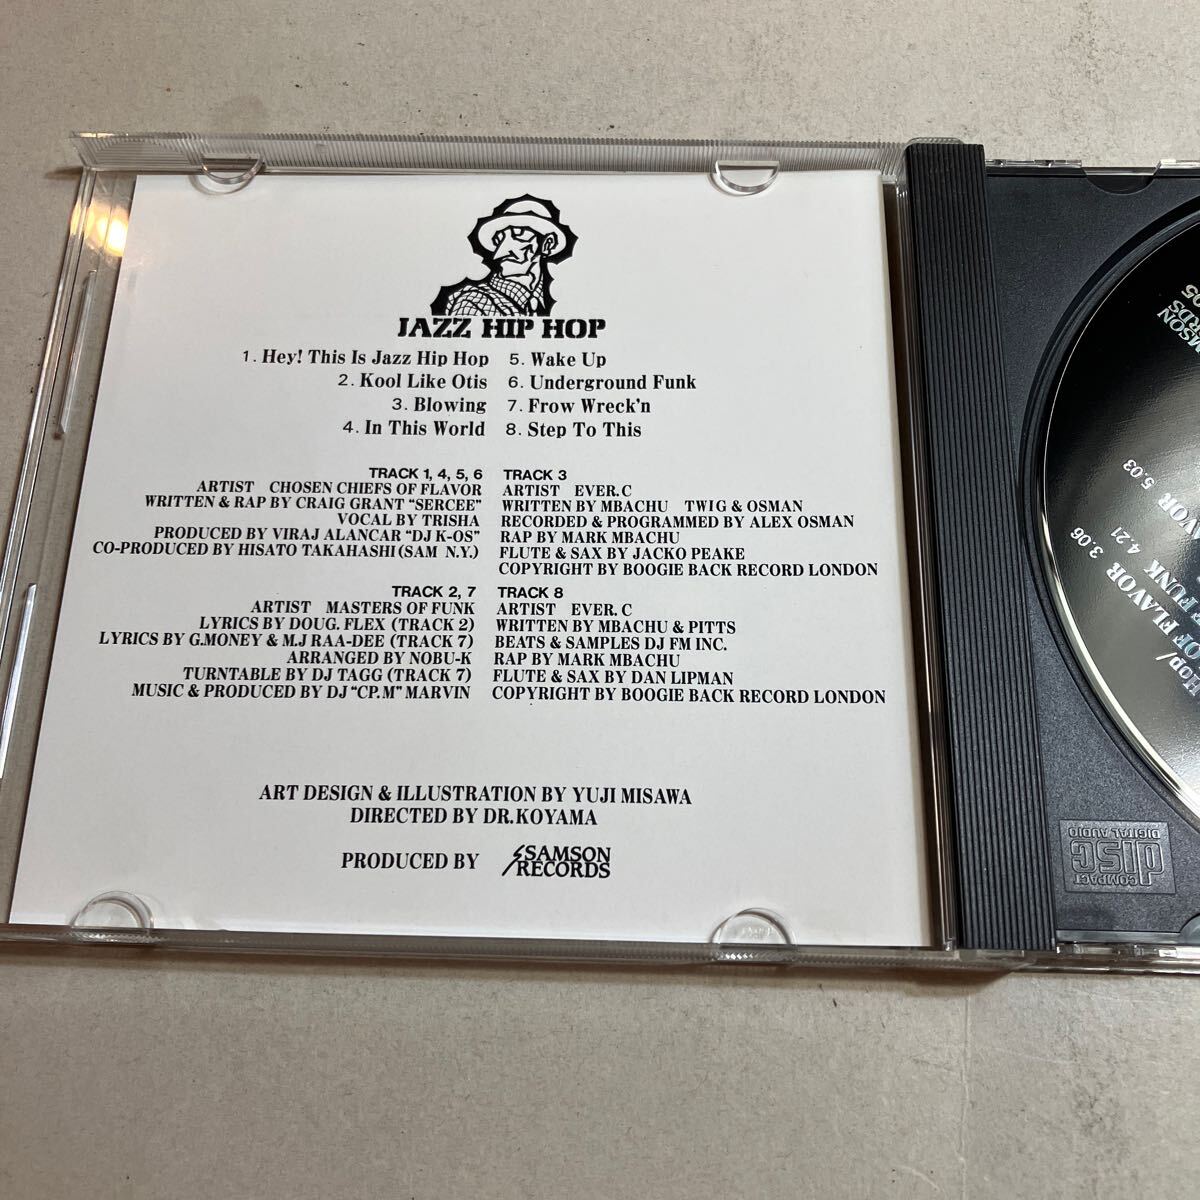 JAZZ HIP HOP
1. Hey! This Is Jazz Hip Hop
2. Kool Like Otis
3. Blowing
4. In This World
5. Wake Up
6. Underground Funk
7. Frow Wreck'n
8. Step To This
TRACK 1, 4, 5, 6
ARTIST CHOSEN CHIEFS OF FLAVOR
WRITTEN & RAP BY CRAIG GRANT "SERCEE"
VOCAL BY TRISHA
PRODUCED BY VIRAJ ALANCAR "DJ K-OS"
CO-PRODUCED BY HISATO TAKAHASHI (SAM N.Y.)
TRACK 3
ARTIST EVER. C
WRITTEN BY MBACHU TWIG & OSMAN
RECORDED & PROGRAMMED BY ALEX OSMAN
RAP BY MARK MBACHU
FLUTE & SAX BY JACKO PEAKE
COPYRIGHT BY BOOGIE BACK RECORD LONDON
TRACK 2, 7
ARTIST MASTERS OF FUNK
LYRICS BY DOUG. FLEX (TRACK 2)
LYRICS BY G.MONEY & M.J RAA-DEE (TRACK 7)
ARRANGED BY NOBU-K
TURNTABLE BY DJ TAGG (TRACK 7)
MUSIC & PRODUCED BY DJ "CP.M" MARVIN
TRACK 8
ARTIST EVER. C
WRITTEN BY MBACHU & PITTS
BEATS & SAMPLES DJ FM INC.
RAP BY MARK MBACHU
FLUTE & SAX BY DAN LIPMAN
COPYRIGHT BY BOOGIE BACK RECORD LONDON
ART DESIGN & ILLUSTRATION BY YUJI MISAWA
DIRECTED BY DR.KOYAMA
PRODUCED BY
SAMSON
RECORDS
5.03
OF FLAVOR 3.06
FUNK 4.21
HOP/
COMPACT
disc
DIGITAL AUDIO